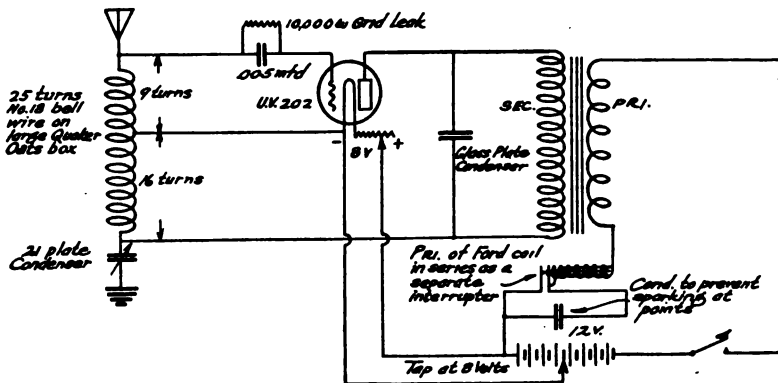 10,000 ω Grid Leak
.005 mfd
U.V. 202
25 turns
No.18 bell
wire on
large Quaker
Oats box
9 turns
16 turns
21 plate
Condenser
-
8V
+
Glass Plate
Condenser
SEC.
PRI.
PRI. of Ford coil
in series as a
separate
interrupter
Cond. to prevent
sparking at
points
12V.
Tap at 8 Volts